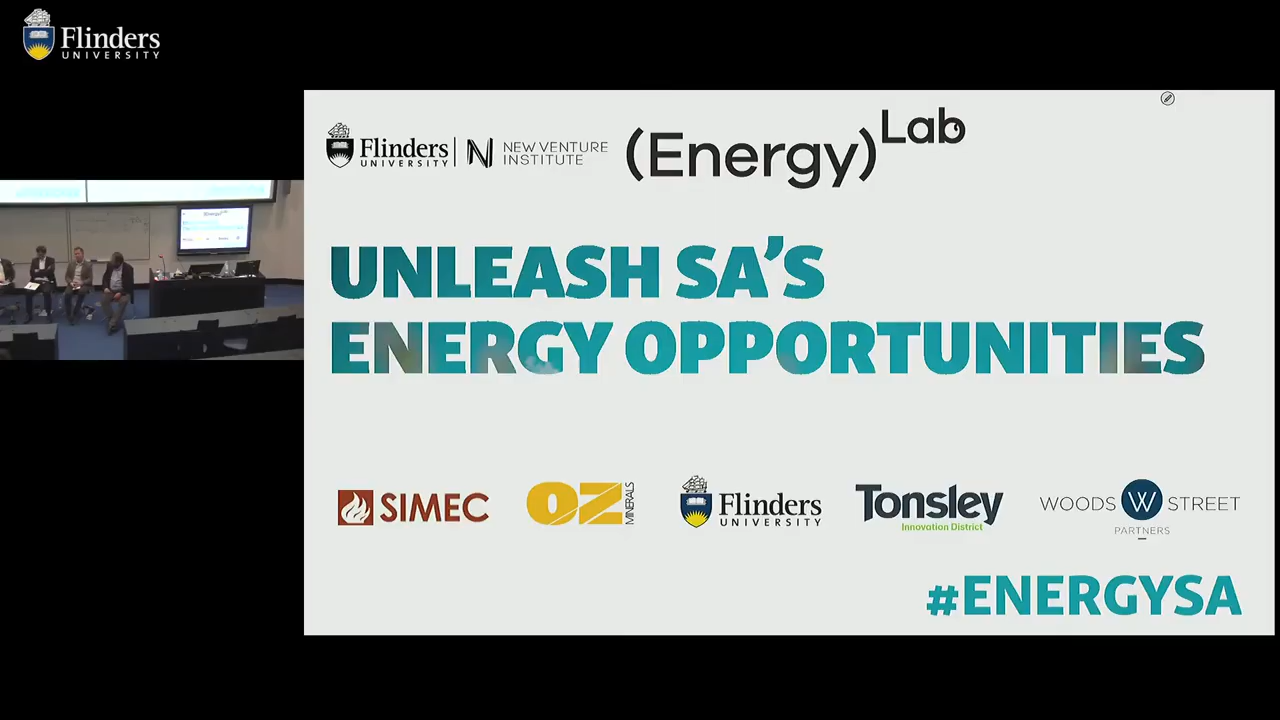 Flinders
UNIVERSITY
Flinders
UNIVERSITY
NEW VENTURE
INSTITUTE
(Energy)Lab
UNLEASH SA'S
ENERGY OPPORTUNITIES
SIMEC
OZ
MINERALS
Flinders
UNIVERSITY
Tonsley
Innovation District
WOODS W STREET
PARTNERS
#ENERGYSA